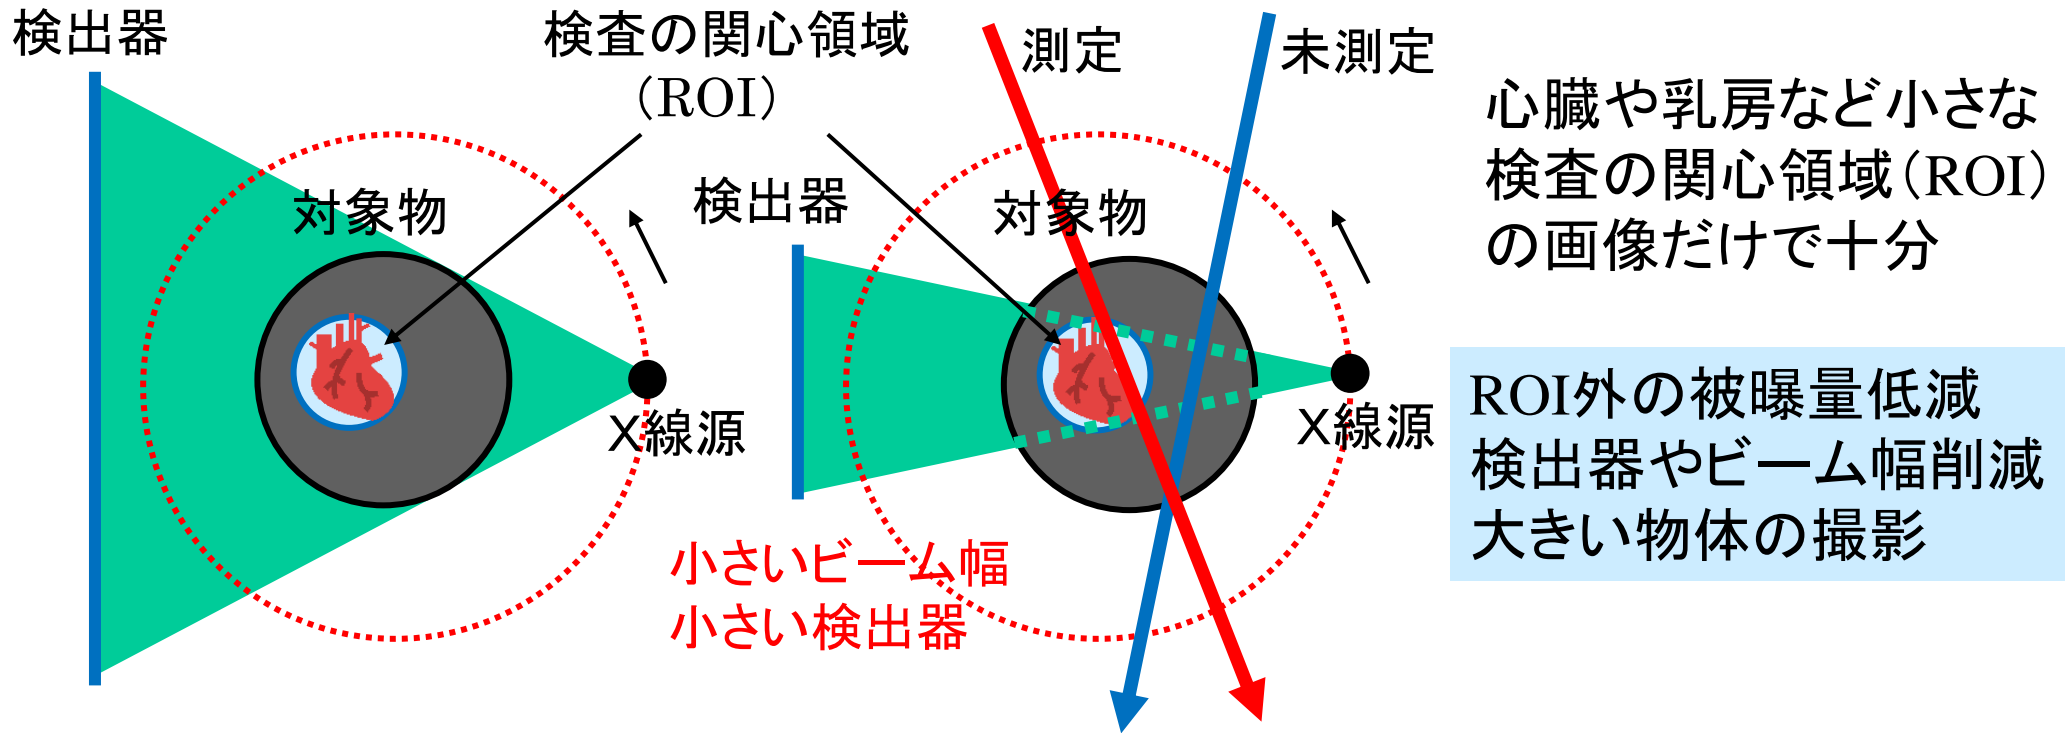 検出器
検査の関心領域
（ROI）
対象物
X線源
検出器
測定
未測定
対象物
X線源
小さいビーム幅
小さい検出器
心臓や乳房など小さな
検査の関心領域（ROI）
の画像だけで十分
ROI外の被曝量低減
検出器やビーム幅削減
大きい物体の撮影